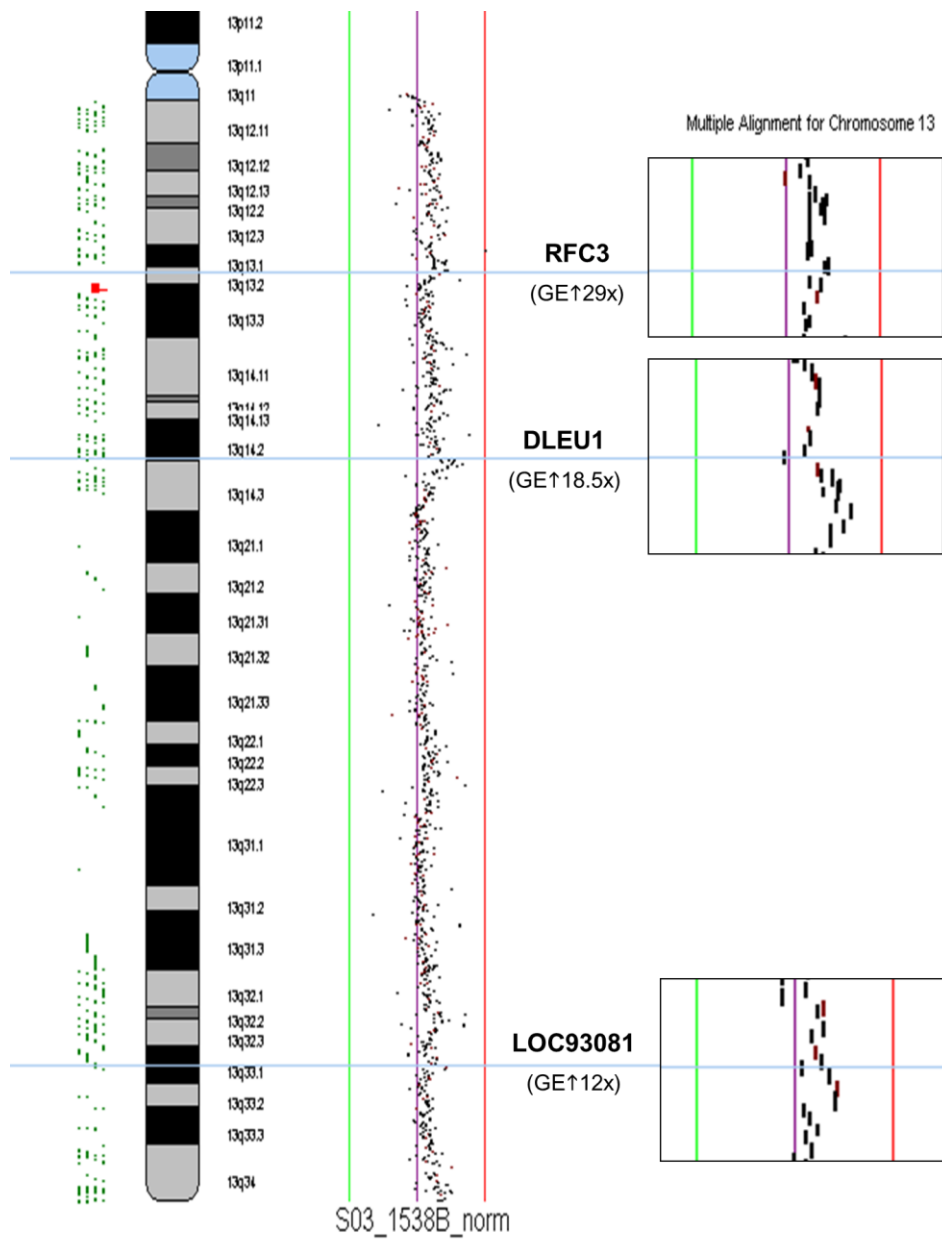 13p11.2
13p11.1
13q11
13q12.11
13q12.12
13q12.13
13q12.2
13q12.3
13q13.1
13q13.2
13q13.3
13q14.11
13q14.12
13q14.13
13q14.2
13q14.3
13q21.1
13q21.2
13q21.31
13q21.32
13q21.33
13q22.1
13q22.2
13q22.3
13q31.1
13q31.2
13q31.3
13q32.1
13q32.2
13q32.3
13q33.1
13q33.2
13q33.3
13q34
S03_1538B_norm
Multiple Alignment for Chromosome 13
RFC3
(GE↑29x)
DLEU1
(GE↑18.5x)
LOC93081
(GE↑12x)